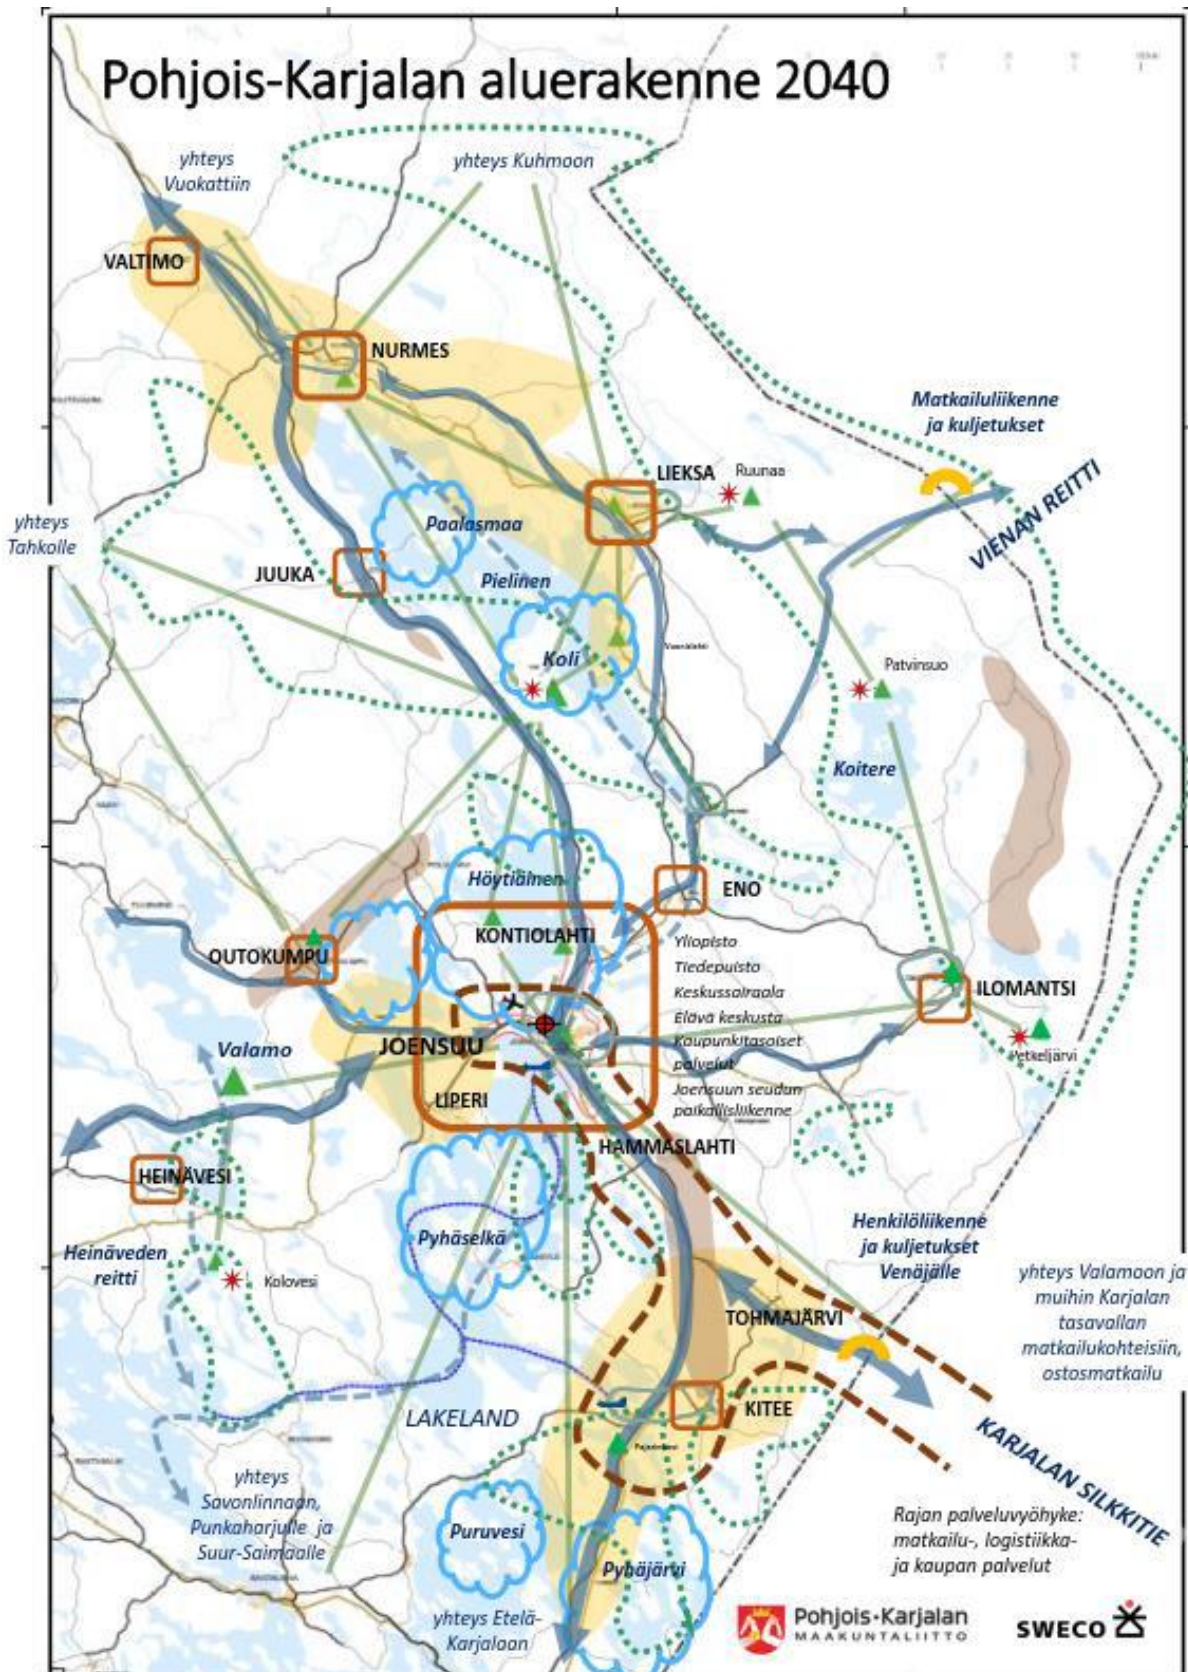 Pohjois-Karjalan aluerakenne 2040
yhteys
Vuokattiin
yhteys Kuhmoon
VALTIMO
NURMES
Matkailuliikenne
ja kuljetukset
LIEKSA
Ruunaa
VIENAN REITTI
yhteys
Tahkolle
Paalasmaa
JUUKA
Pielinen
Koli
Patvinsuo
Koitere
Höytiäinen
ENO
KONTIOLAHTI
OUTOKUMPU
Yliopisto
Tiedepuisto
Keskussairaala
Elävä keskusta
Kaupunkitasoiset
palvelut
Joensuun seudun
paikallisliikenne
ILOMANTSI
Petkeljärvi
Valamo
JOENSUU
LIPERI
HAMMASLAHTI
HEINÄVESI
Pyhäselkä
Heinäveden
reitti
Kolovesi
Henkilöliikenne
ja kuljetukset
Venäjälle
yhteys Valamoon ja
muihin Karjalan
tasavallan
matkailukohteisiin,
ostosmatkailu
TOHMAJÄRVI
KITEE
LAKELAND
KARJALAN SILKKITIE
yhteys
Savonlinnaan,
Punkaharjulle ja
Suur-Saimaalle
Puruvesi
Pyhäjärvi
Rajan palveluvyöhyke:
matkailu-, logistiikka-
ja kaupan palvelut
yhteys Etelä-
Karjalaan
Pohjois-Karjalan
MAAKUNTALIITTO
SWECO